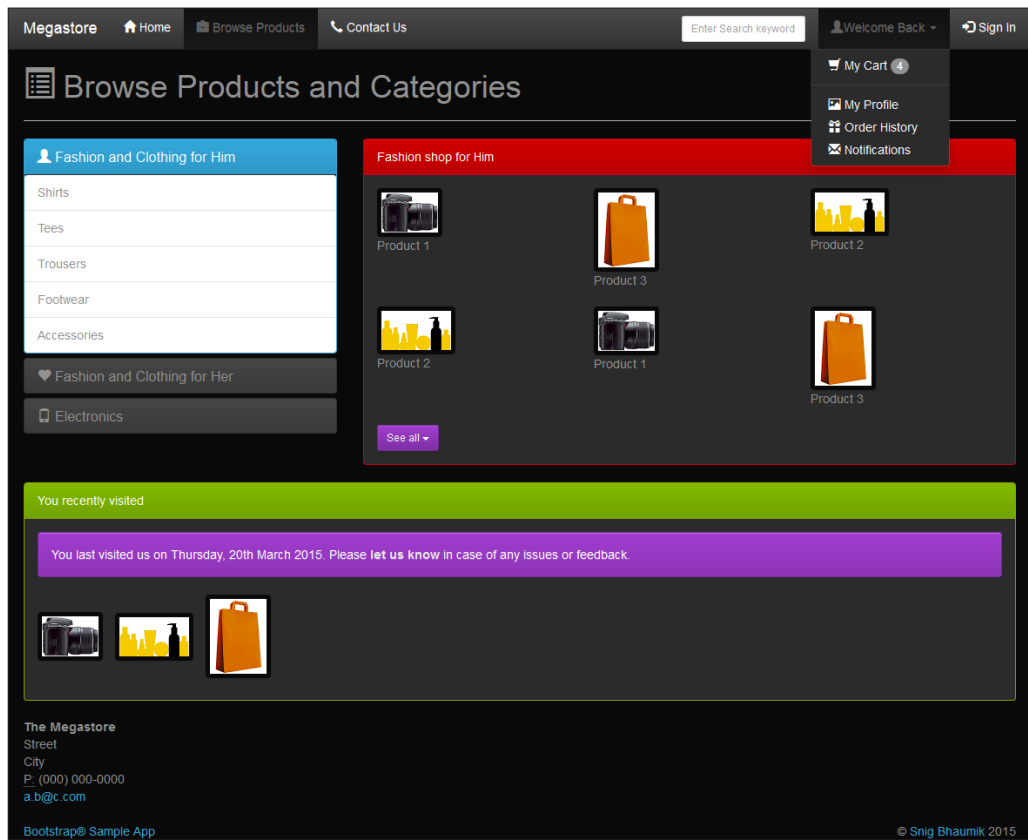 Megastore Home Browse Products Contact Us Enter Search keyword Welcome Back Sign In
My Cart 4
My Profile
Order History
Notifications
Browse Products and Categories
Fashion and Clothing for Him
Shirts
Tees
Trousers
Footwear
Accessories
Fashion and Clothing for Her
Electronics
Fashion shop for Him
Product 1
Product 3
Product 2
Product 2
Product 1
Product 3
See all
You recently visited
You last visited us on Thursday, 20th March 2015. Please let us know in case of any issues or feedback.
The Megastore
Street
City
P: (000) 000-0000
a.b@c.com
Bootstrap® Sample App
© Snig Bhaumik 2015